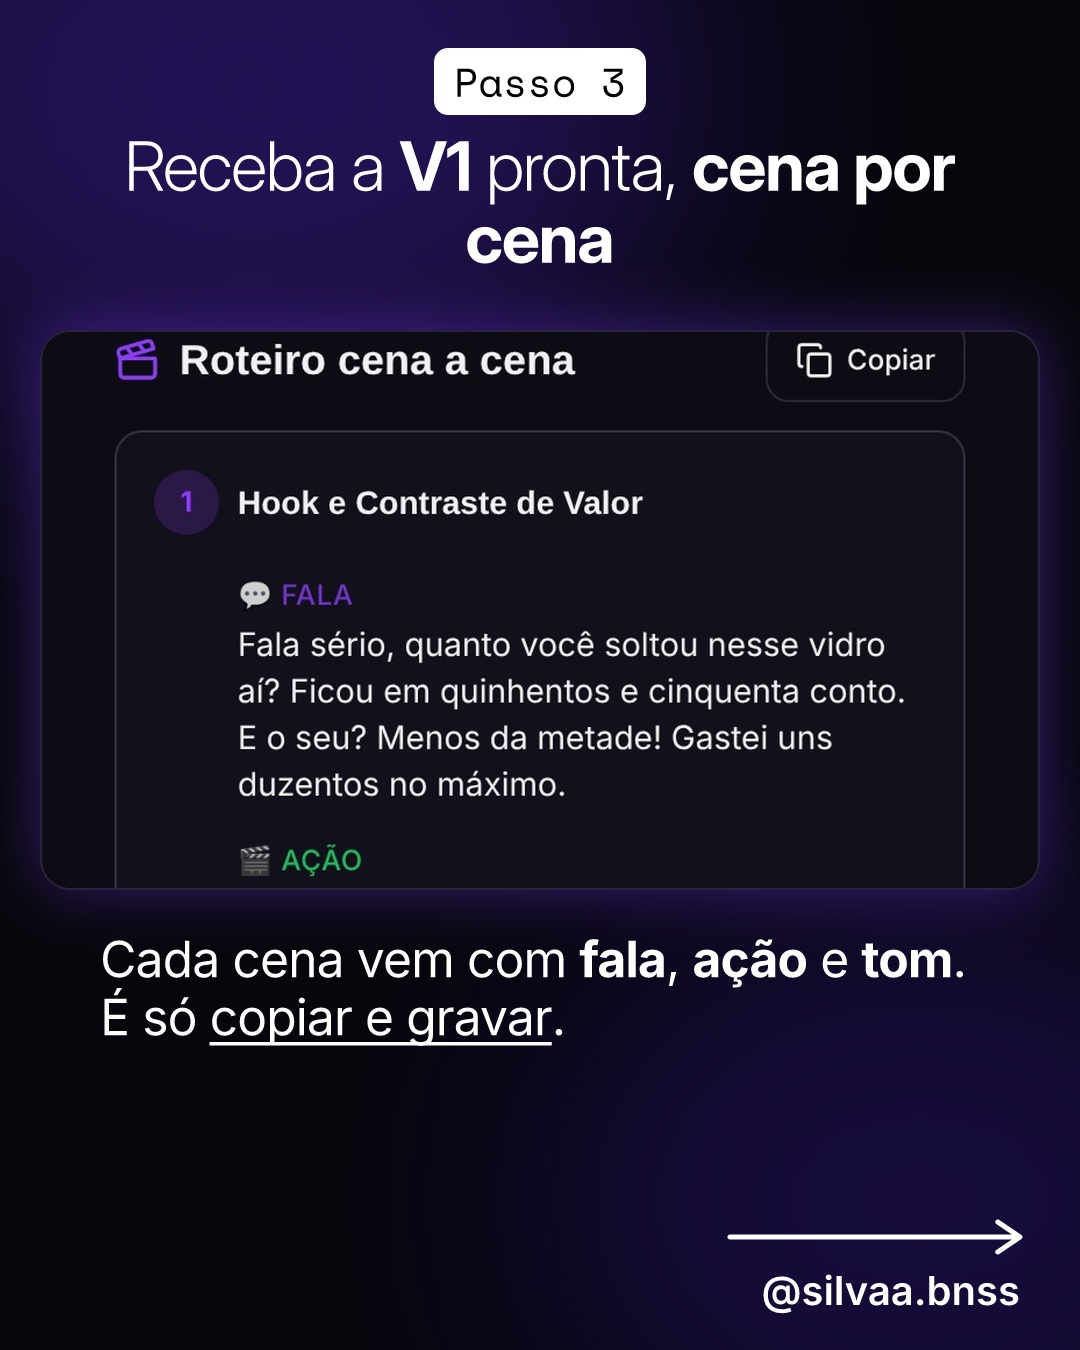 Passo 3
Receba a V1 pronta, cena por
cena
Roteiro cena a cena
Copiar
1
Hook e Contraste de Valor
💬 FALA
Fala sério, quanto você soltou nesse vidro
aí? Ficou em quinhentos e cinquenta conto.
E o seu? Menos da metade! Gastei uns
duzentos no máximo.
🎬 AÇÃO
Cada cena vem com fala, ação e tom.
É só copiar e gravar.
@silvaa.bnss